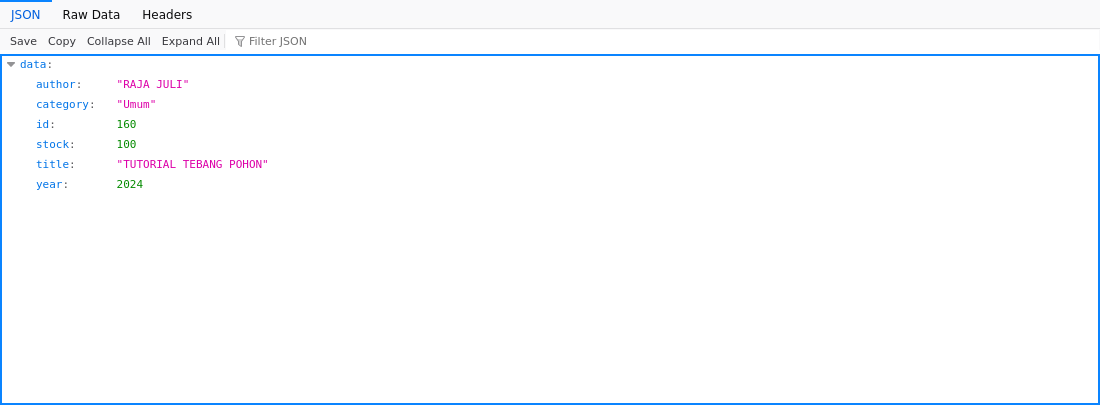 JSON Raw Data Headers
Save Copy Collapse All Expand All Filter JSON
data:
author: "RAJA JULI"
category: "Umum"
id: 160
stock: 100
title: "TUTORIAL TEBANG POHON"
year: 2024